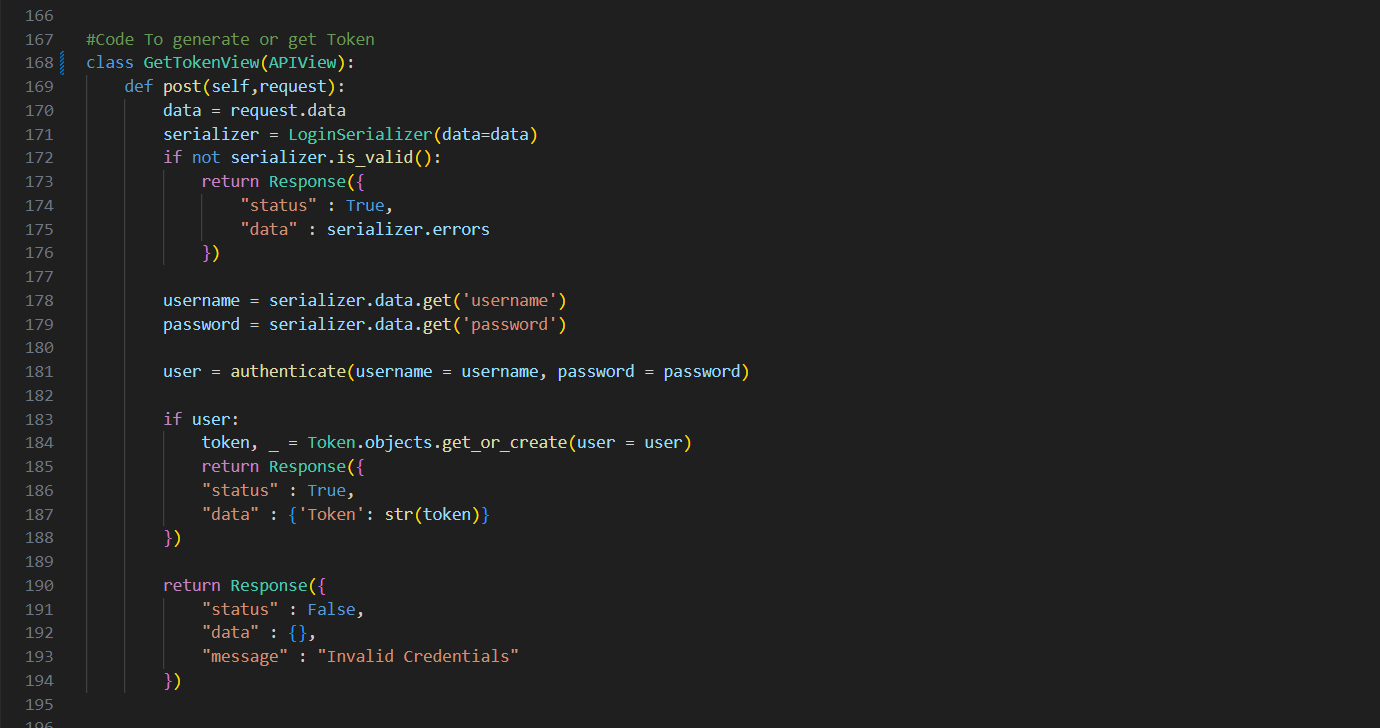 166
167 #Code To generate or get Token
168 class GetTokenView(APIView):
169     def post(self,request):
170         data = request.data
171         serializer = LoginSerializer(data=data)
172         if not serializer.is_valid():
173             return Response({
174                 "status" : True,
175                 "data" : serializer.errors
176             })
177
178         username = serializer.data.get('username')
179         password = serializer.data.get('password')
180
181         user = authenticate(username = username, password = password)
182
183         if user:
184             token, _ = Token.objects.get_or_create(user = user)
185             return Response({
186             "status" : True,
187             "data" : {'Token': str(token)}
188         })
189
190         return Response({
191             "status" : False,
192             "data" : {},
193             "message" : "Invalid Credentials"
194         })
195
196